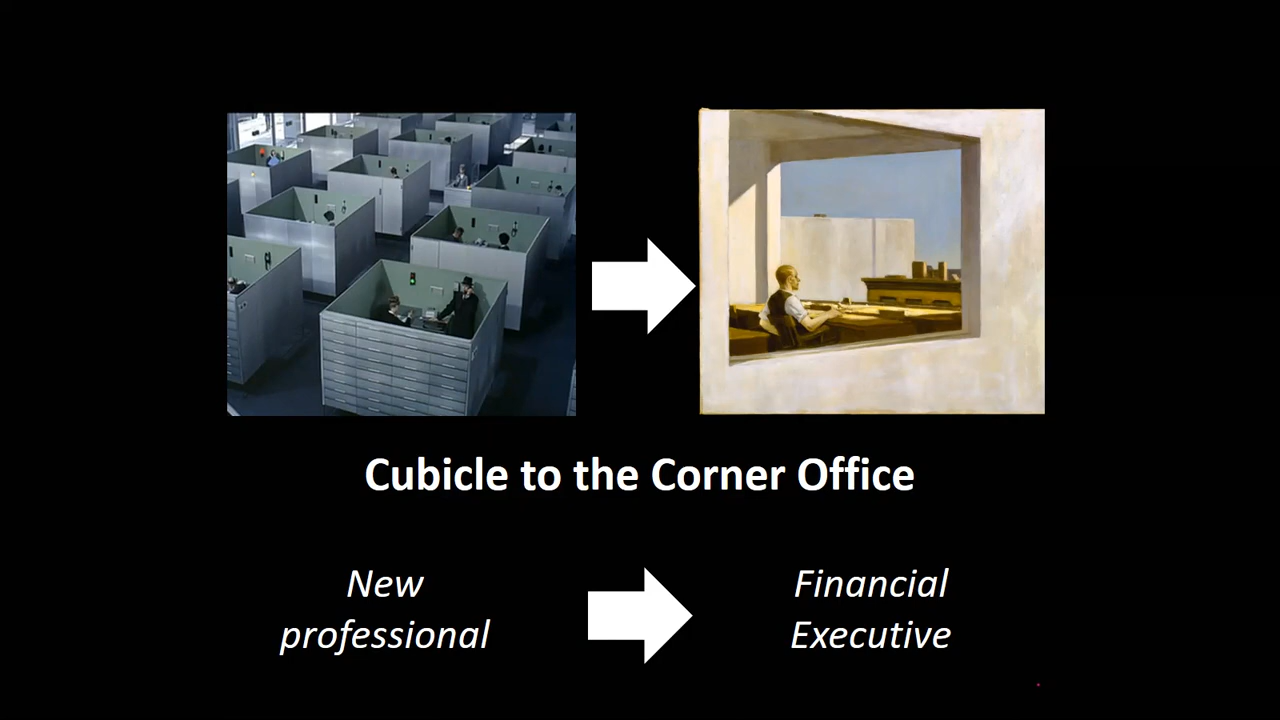 Cubicle to the Corner Office
New
professional
Financial
Executive